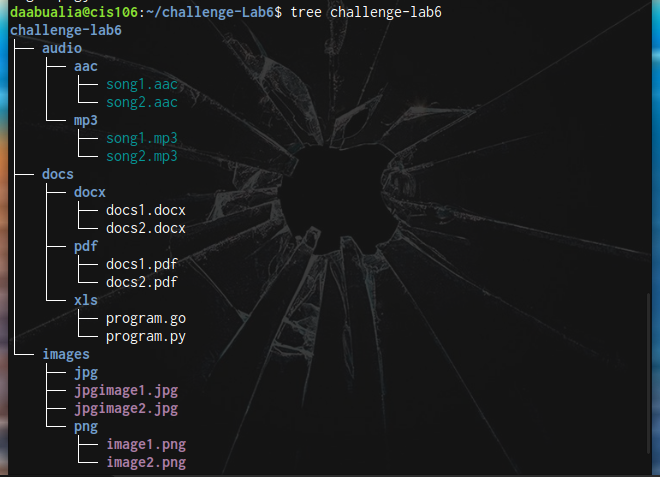 daabualia@cis106:~/challenge-Lab6$ tree challenge-lab6
challenge-lab6
├── audio
│   ├── aac
│   │   ├── song1.aac
│   │   └── song2.aac
│   └── mp3
│       ├── song1.mp3
│       └── song2.mp3
├── docs
│   ├── docx
│   │   ├── docs1.docx
│   │   └── docs2.docx
│   ├── pdf
│   │   ├── docs1.pdf
│   │   └── docs2.pdf
│   └── xls
│       ├── program.go
│       └── program.py
└── images
    ├── jpg
    ├── jpgimage1.jpg
    ├── jpgimage2.jpg
    └── png
        ├── image1.png
        └── image2.png